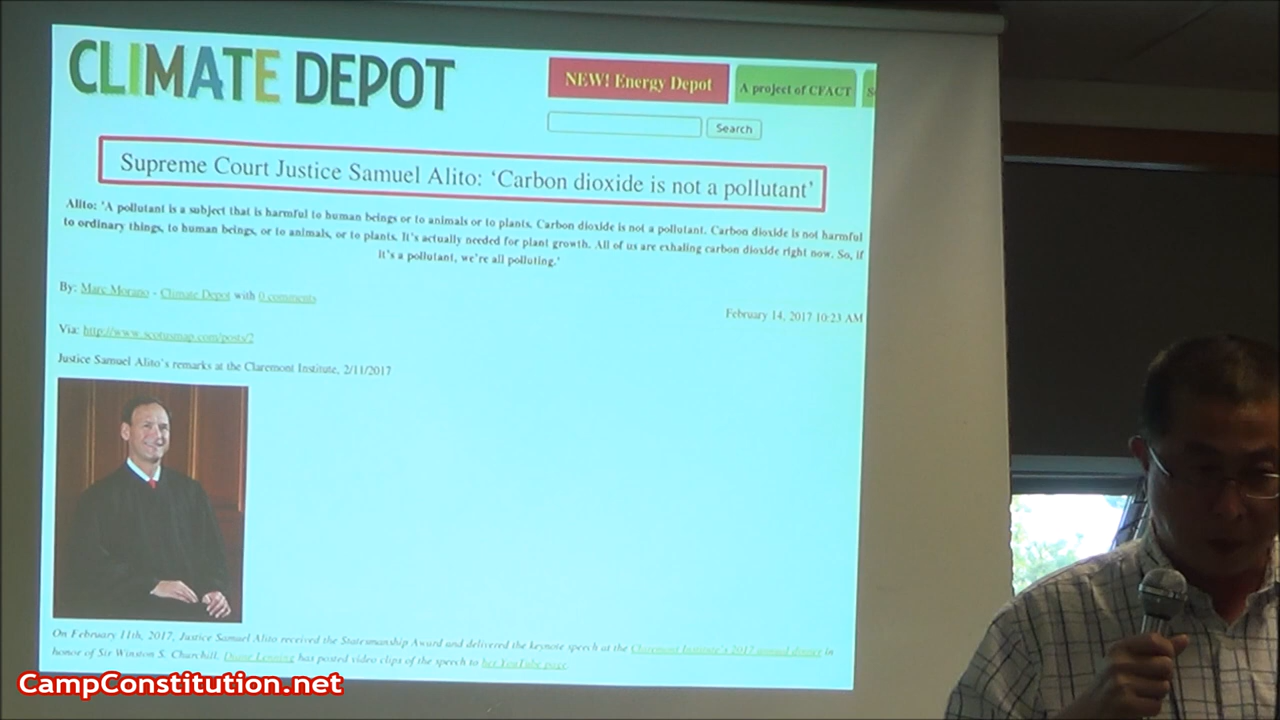 CLIMATE DEPOT
NEW! Energy Depot
A project of CFACT
S
Search
Supreme Court Justice Samuel Alito: ‘Carbon dioxide is not a pollutant’
Alito: 'A pollutant is a subject that is harmful to human beings or to animals or to plants. Carbon dioxide is not a pollutant. Carbon dioxide is not harmful
to ordinary things, to human beings, or to animals, or to plants. It's actually needed for plant growth. All of us are exhaling carbon dioxide right now. So, if
it's a pollutant, we're all polluting.'
By: Marc Morano - Climate Depot with 0 comments
February 14, 2017 10:23 AM
Via: http://www.scotusmap.com/posts/2
Justice Samuel Alito's remarks at the Claremont Institute, 2/11/2017
On February 11th, 2017, Justice Samuel Alito received the Statesmanship Award and delivered the keynote speech at the Claremont Institute's 2017 annual dinner in
honor of Sir Winston S. Churchill. Lenning has posted video clips of the speech to her YouTube page.
CampConstitution.net